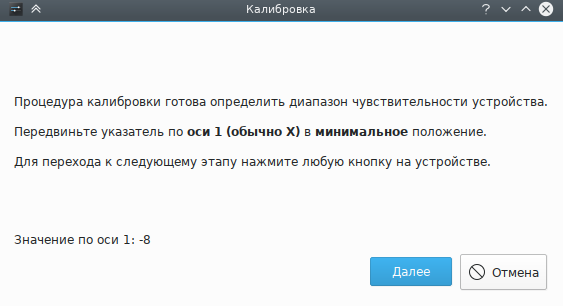 Калибровка
Процедура калибровки готова определить диапазон чувствительности устройства.
Передвиньте указатель по оси 1 (обычно X) в минимальное положение.
Для перехода к следующему этапу нажмите любую кнопку на устройстве.
Значение по оси 1: -8
Далее
Отмена